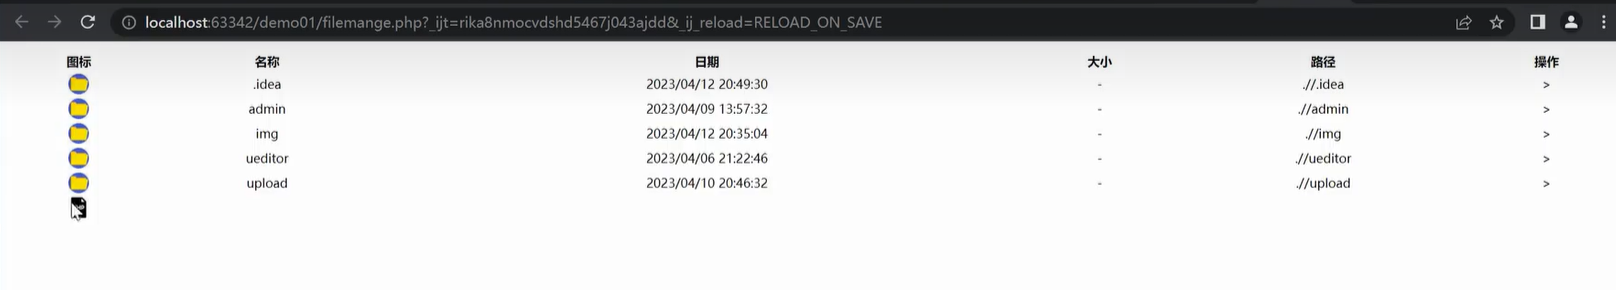 localhost:63342/demo01/filemange.php?_ijt=rika8nmocvdshd5467j043ajdd&_ij_reload=RELOAD_ON_SAVE
图标 名称 日期 大小 路径 操作
.idea 2023/04/12 20:49:30 - .//.idea >
admin 2023/04/09 13:57:32 - .//admin >
img 2023/04/12 20:35:04 - .//img >
ueditor 2023/04/06 21:22:46 - .//ueditor >
upload 2023/04/10 20:46:32 - .//upload >